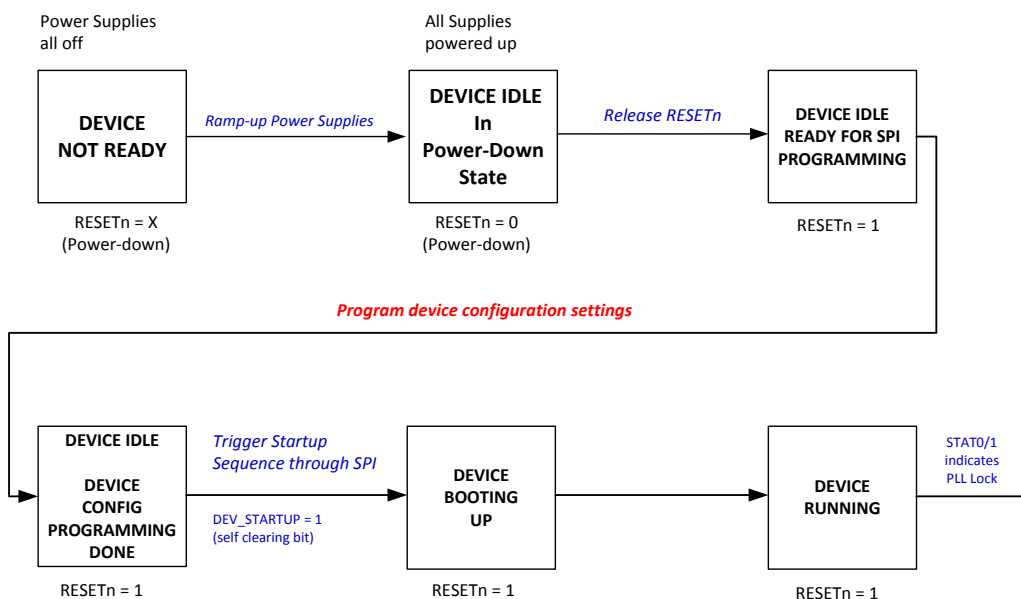 Power Supplies
all off
All Supplies
powered up
DEVICE
NOT READY
Ramp-up Power Supplies
DEVICE IDLE
In
Power-Down
State
Release RESETn
DEVICE IDLE
READY FOR SPI
PROGRAMMING
RESETn = X
(Power-down)
RESETn = 0
(Power-down)
RESETn = 1
Program device configuration settings
DEVICE IDLE
DEVICE
CONFIG
PROGRAMMING
DONE
Trigger Startup
Sequence through SPI
DEV_STARTUP = 1
(self clearing bit)
DEVICE
BOOTING
UP
DEVICE
RUNNING
STAT0/1
indicates
PLL Lock
RESETn = 1
RESETn = 1
RESETn = 1